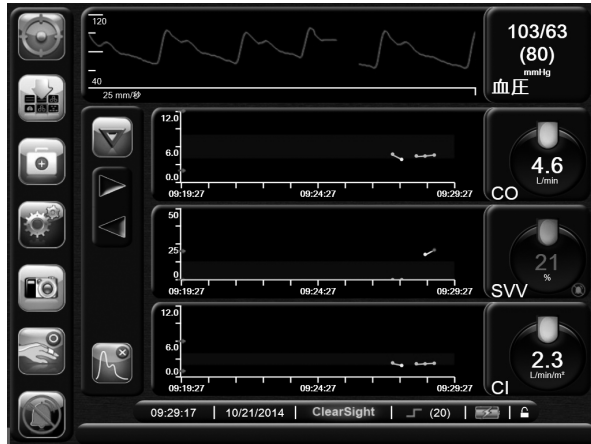 120
40
25 mm/秒
103/63
(80)
mmHg
血圧
12.0
6.0
0.0
09:19:27 09:24:27 09:29:27
4.6
L/min
CO
50
25
0
09:19:27 09:24:27 09:29:27
21
%
SVV
12.0
6.0
0.0
09:19:27 09:24:27 09:29:27
2.3
L/min/m²
CI
09:29:17 10/21/2014 ClearSight (20)